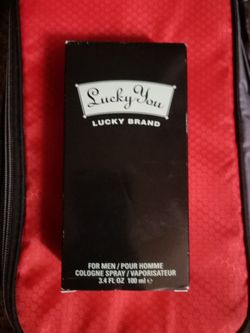 Lucky You
LUCKY BRAND
FOR MEN / POUR HOMME
COLOGNE SPRAY / VAPORISATEUR
3.4 FL OZ 100 ml ℮